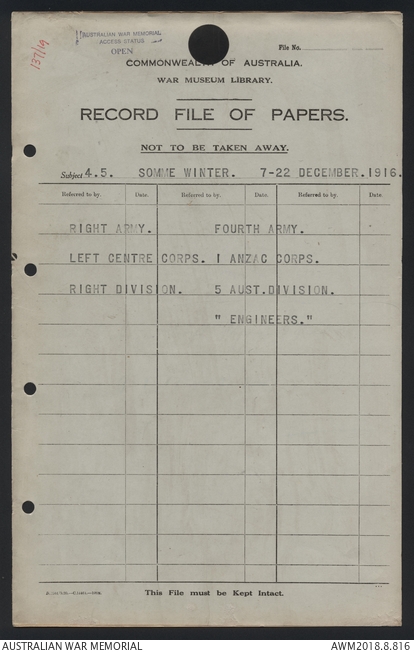 137/19
AUSTRALIAN WAR MEMORIAL
ACCESS STATUS
OPEN
File No.
COMMONWEALTH OF AUSTRALIA.
WAR MUSEUM LIBRARY.
RECORD FILE OF PAPERS.
NOT TO BE TAKEN AWAY.
Subject 4.5. SOMME WINTER. 7-22 DECEMBER.1916.
Referred to by. Date. Referred to by. Date. Referred to by. Date.
RIGHT ARMY. FOURTH ARMY.
LEFT CENTRE CORPS. I ANZAC CORPS.
RIGHT DIVISION. 5 AUST.DIVISION.
" ENGINEERS."
This File must be Kept Intact.
AUSTRALIAN WAR MEMORIAL AWM2018.8.816